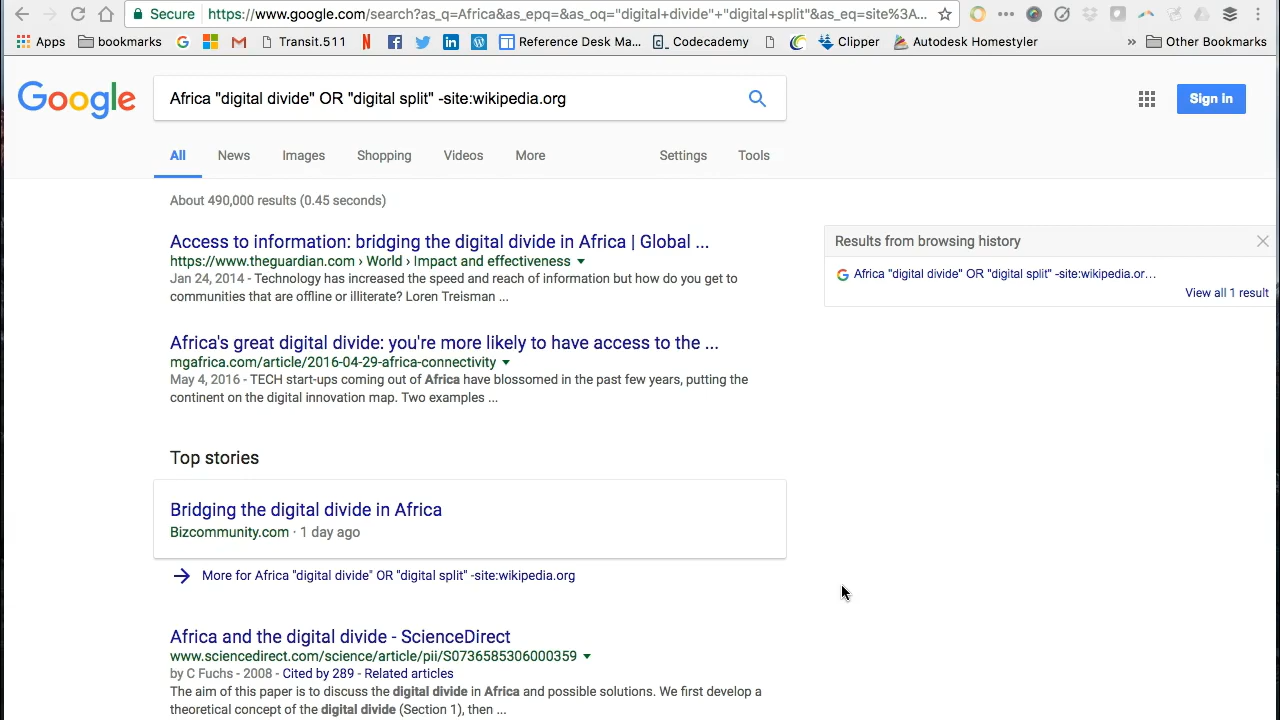 Secure https://www.google.com/search?as_q=Africa&as_epq=&as_oq="digital+divide"+"digital+split"&as_eq=site%3A...
Apps bookmarks Transit.511 Reference Desk Ma... Codecademy Clipper Autodesk Homestyler » Other Bookmarks
Google
Africa "digital divide" OR "digital split" -site:wikipedia.org
Sign in
All News Images Shopping Videos More Settings Tools
About 490,000 results (0.45 seconds)
Access to information: bridging the digital divide in Africa | Global ...
https://www.theguardian.com › World › Impact and effectiveness
Jan 24, 2014 - Technology has increased the speed and reach of information but how do you get to
communities that are offline or illiterate? Loren Treisman ...
Results from browsing history
Africa "digital divide" OR "digital split" -site:wikipedia.or...
View all 1 result
Africa's great digital divide: you're more likely to have access to the ...
mgafrica.com/article/2016-04-29-africa-connectivity
May 4, 2016 - TECH start-ups coming out of Africa have blossomed in the past few years, putting the
continent on the digital innovation map. Two examples ...
Top stories
Bridging the digital divide in Africa
Bizcommunity.com · 1 day ago
More for Africa "digital divide" OR "digital split" -site:wikipedia.org
Africa and the digital divide - ScienceDirect
www.sciencedirect.com/science/article/pii/S0736585306000359
by C Fuchs - 2008 - Cited by 289 - Related articles
The aim of this paper is to discuss the digital divide in Africa and possible solutions. We first develop a
theoretical concept of the digital divide (Section 1), then ...